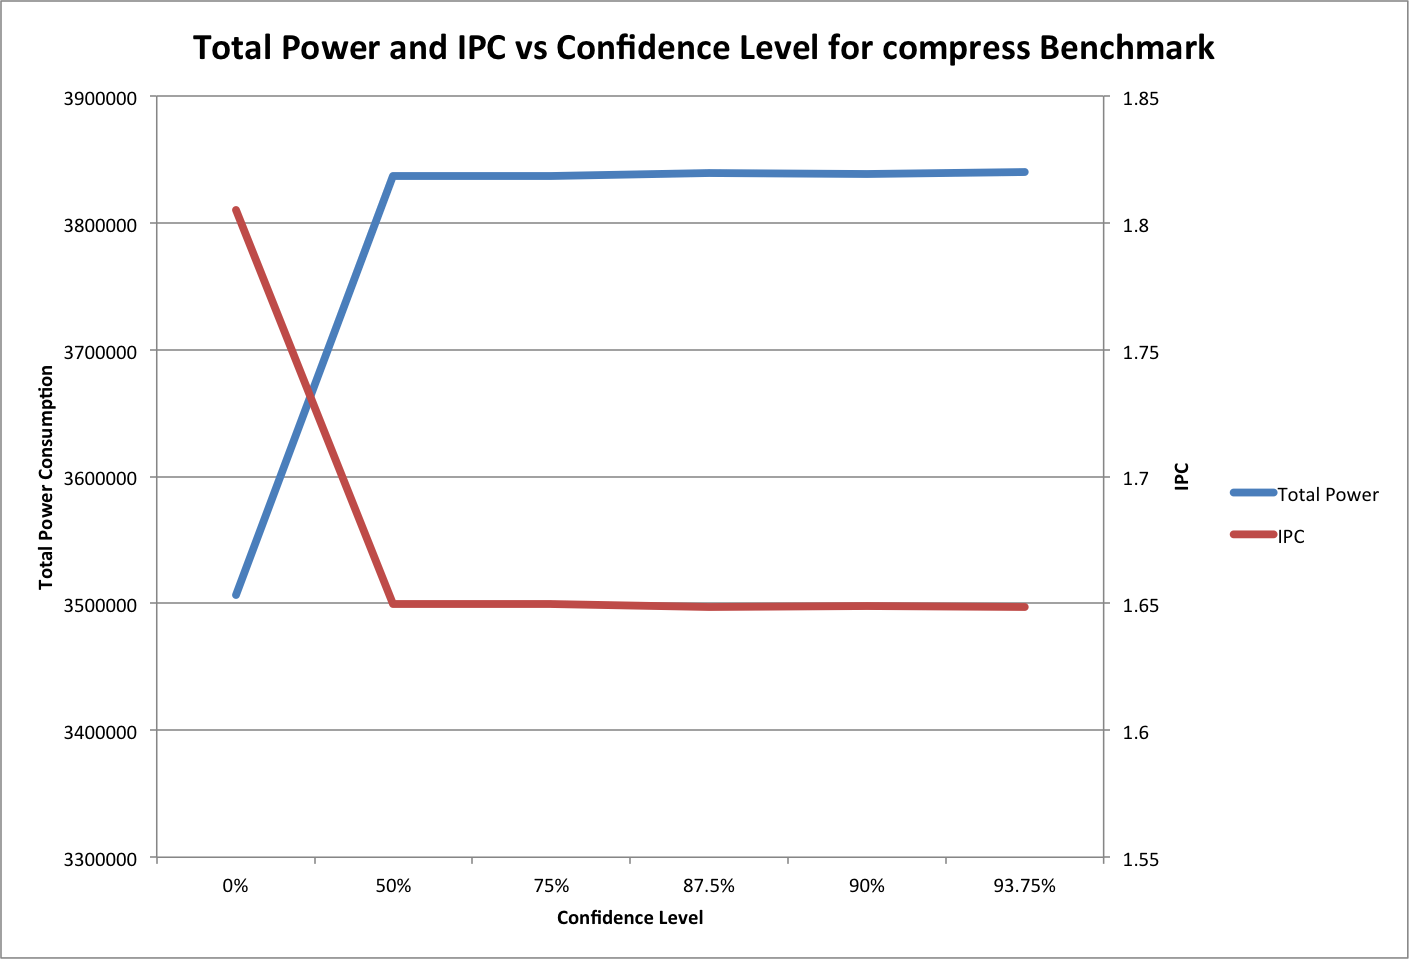 Total Power and IPC vs Confidence Level for compress Benchmark
3900000
3800000
3700000
3600000
3500000
3400000
3300000
Total Power Consumption
1.85
1.8
1.75
1.7
1.65
1.6
1.55
IPC
Total Power
IPC
0% 50% 75% 87.5% 90% 93.75%
Confidence Level